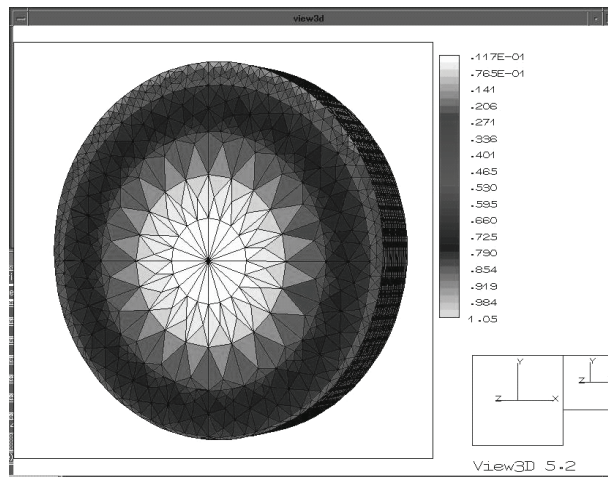 view3d
.117E-01
.765E-01
.141
.206
.271
.336
.401
.465
.530
.595
.660
.725
.790
.854
.919
.984
1.05
Y
Z
X
Y
Z
View3D 5.2